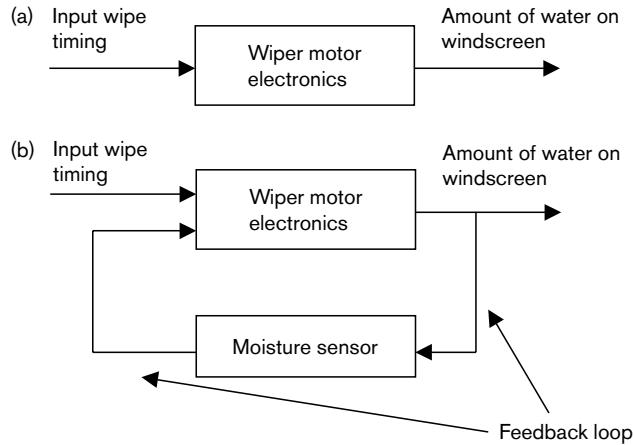 (a) Input wipe
timing
Wiper motor
electronics
Amount of water on
windscreen
(b) Input wipe
timing
Wiper motor
electronics
Amount of water on
windscreen
Moisture sensor
Feedback loop